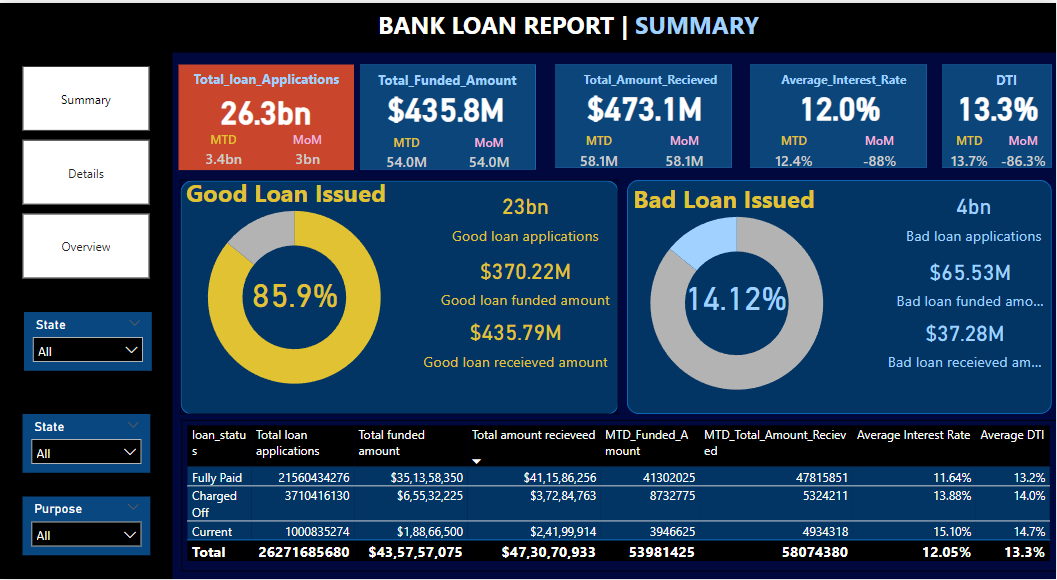 BANK LOAN REPORT | SUMMARY
Summary
Details
Overview
State
All
State
All
Purpose
All
Total_loan_Applications
26.3bn
MTD MoM
3.4bn 3bn
Total_Funded_Amount
$435.8M
MTD MoM
54.0M 54.0M
Total_Amount_Recieved
$473.1M
MTD MoM
58.1M 58.1M
Average_Interest_Rate
12.0%
MTD MoM
12.4% -88%
DTI
13.3%
MTD MoM
13.7% -86.3%
Good Loan Issued
85.9%
23bn
Good loan applications
$370.22M
Good loan funded amount
$435.79M
Good loan receieved amount
Bad Loan Issued
14.12%
4bn
Bad loan applications
$65.53M
Bad loan funded amo...
$37.28M
Bad loan receieved am...
loan_statu Total loan Total funded Total amount recieveed MTD_Funded_A MTD_Total_Amount_Reciev Average Interest Rate Average DTI
s applications amount mount ed
Fully Paid 21560434276 $35,13,58,350 $41,15,86,256 41302025 47815851 11.64% 13.2%
Charged 3710416130 $6,55,32,225 $3,72,84,763 8732775 5324211 13.88% 14.0%
Off
Current 1000835274 $1,88,66,500 $2,41,99,914 3946625 4934318 15.10% 14.7%
Total 26271685680 $43,57,57,075 $47,30,70,933 53981425 58074380 12.05% 13.3%